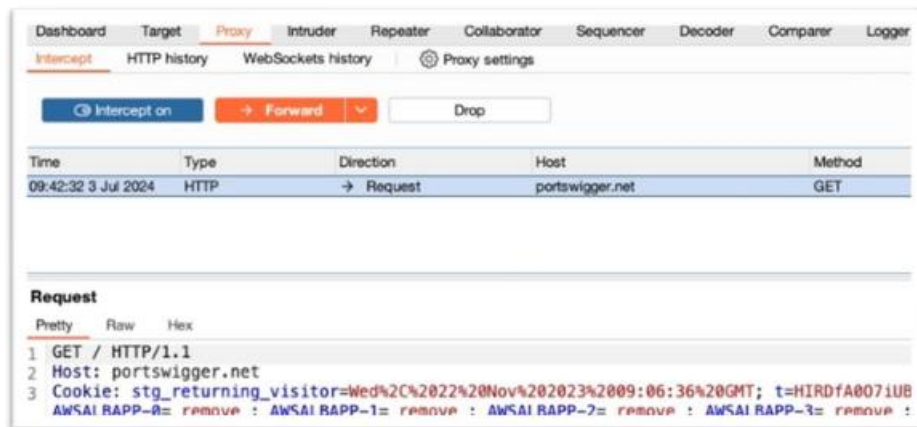 Dashboard Target Proxy Intruder Repeater Collaborator Sequencer Decoder Comparer Logger
Intercept HTTP history WebSockets history Proxy settings
Intercept on → Forward Drop
Time Type Direction Host Method
09:42:32 3 Jul 2024 HTTP → Request portswigger.net GET
Request
Pretty Raw Hex
1 GET / HTTP/1.1
2 Host: portswigger.net
3 Cookie: stg_returning_visitor=Wed%2C%2022%20Nov%202023%2009:06:36%20GMT; t=HIRDfA0O7iUB
AWSALBAPP-0=_remove_; AWSALBAPP-1=_remove_; AWSALBAPP-2=_remove_; AWSALBAPP-3=_remove_;